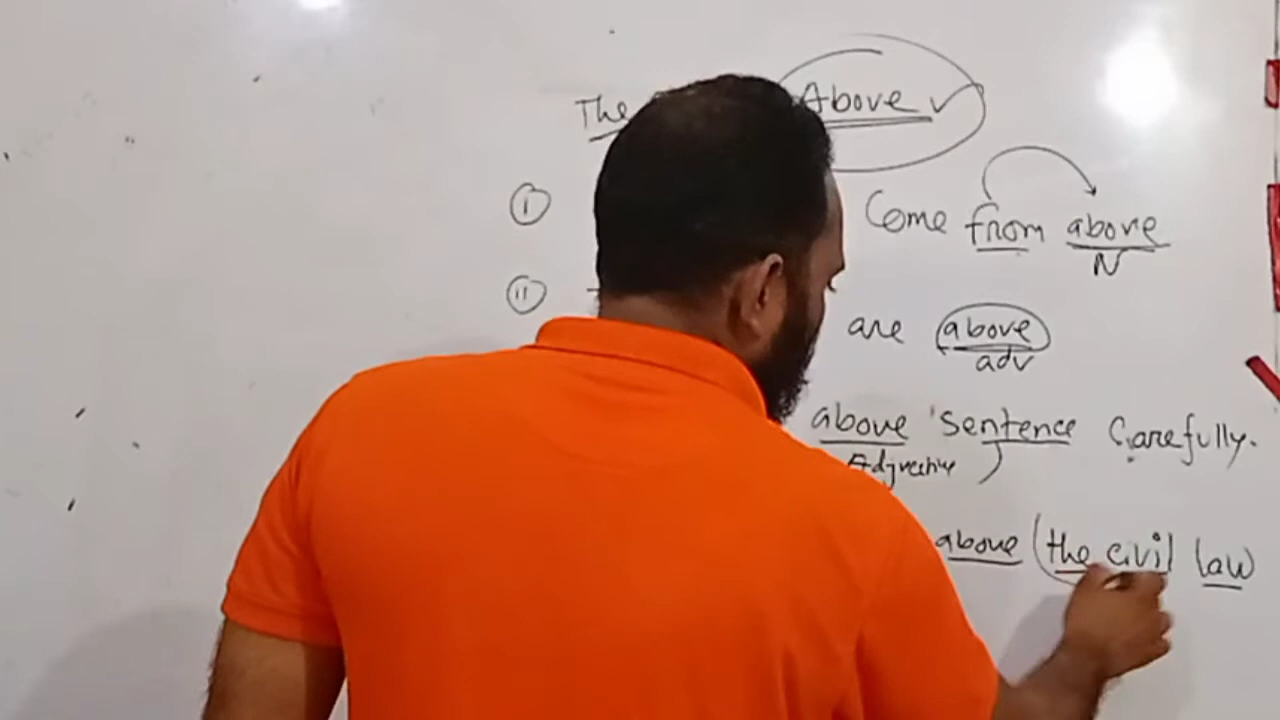 The Above ✓
(i) Come from above
N
(ii) are above
adv
above sentence Carefully.
Adjective
above (the civil law